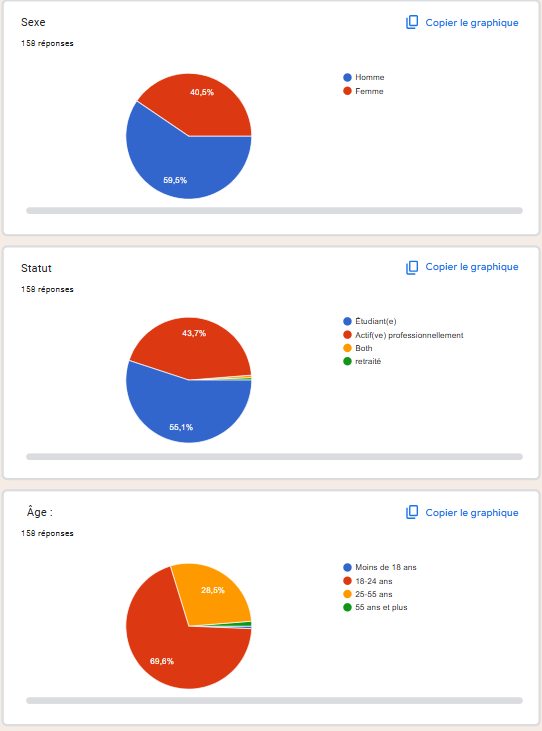 Sexe
Copier le graphique
158 réponses
Homme
Femme
40,5%
59,5%
Statut
Copier le graphique
158 réponses
Étudiant(e)
Actif(ve) professionnellement
Both
retraité
43,7%
55,1%
Âge :
Copier le graphique
158 réponses
Moins de 18 ans
18-24 ans
25-55 ans
55 ans et plus
28,5%
69,6%